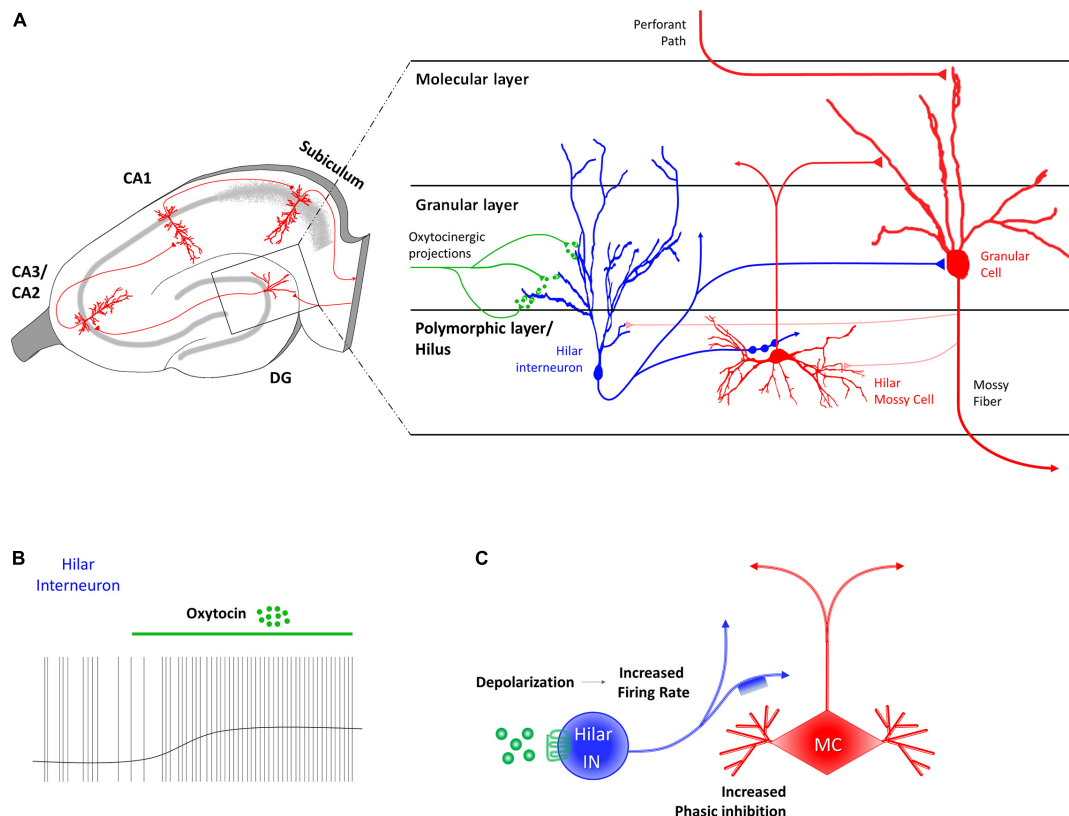 A
Perforant
Path
Molecular layer
Subiculum
CA1
Granular layer
Oxytocinergic
projections
CA3/
CA2
Granular
Cell
Polymorphic layer/
Hilus
Hilar
interneuron
DG
Hilar
Mossy Cell
Mossy
Fiber
B
Hilar
Interneuron
Oxytocin
C
Depolarization
Increased
Firing Rate
Hilar
IN
MC
Increased
Phasic inhibition